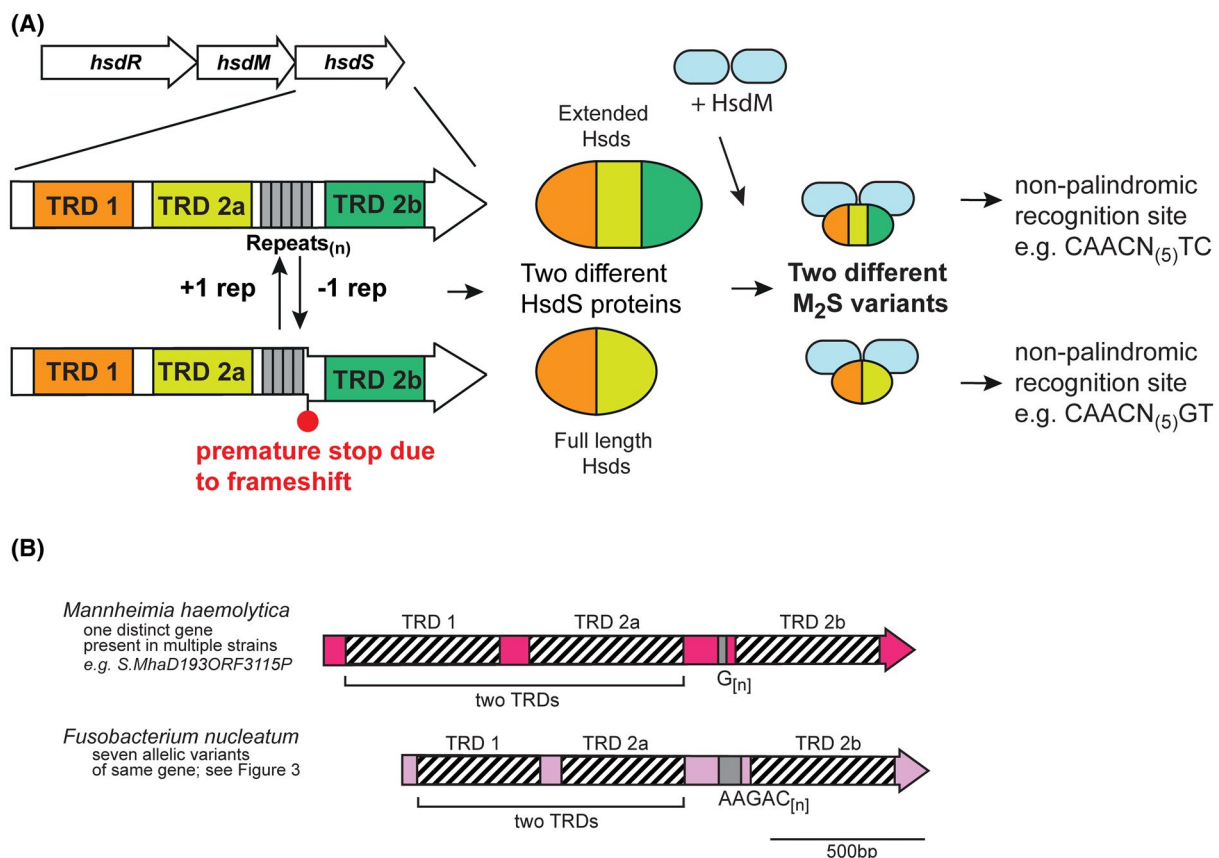 (A)
hsdR
hsdM
hsdS
+ HsdM
Extended
Hsds
TRD 1
TRD 2a
TRD 2b
Repeats(n)
+1 rep
-1 rep
Two different
HsdS proteins
Two different
M2S variants
non-palindromic
recognition site
e.g. CAACN(5)TC
TRD 1
TRD 2a
TRD 2b
premature stop due
to frameshift
Full length
Hsds
non-palindromic
recognition site
e.g. CAACN(5)GT
(B)
Mannheimia haemolytica
one distinct gene
present in multiple strains
e.g. S.MhaD193ORF3115P
TRD 1
TRD 2a
TRD 2b
G[n]
two TRDs
Fusobacterium nucleatum
seven allelic variants
of same gene; see Figure 3
TRD 1
TRD 2a
TRD 2b
AAGAC[n]
two TRDs
500bp